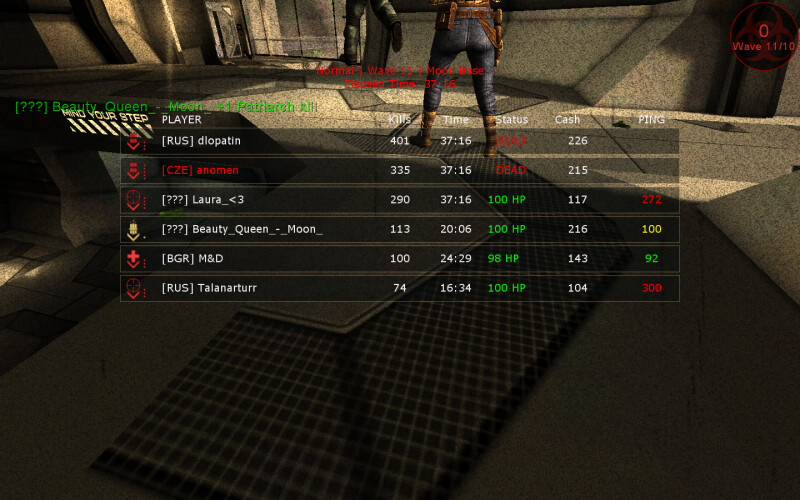 0
Wave 11/10
Normal | Wave 11 | Moon Base
Elapsed Time: 37:16
[???] Beauty_Queen_-_Moon_ +1 Patriarch kill
MIND YOUR STEP
PLAYER Kills Time Status Cash PING
[RUS] dlopatin 401 37:16 DEAD 226
[CZE] anomen 335 37:16 DEAD 215
[???] Laura_<3 290 37:16 100 HP 117 272
[???] Beauty_Queen_-_Moon_ 113 20:06 100 HP 216 100
[BGR] M&D 100 24:29 98 HP 143 92
[RUS] Talanarturr 74 16:34 100 HP 104 300